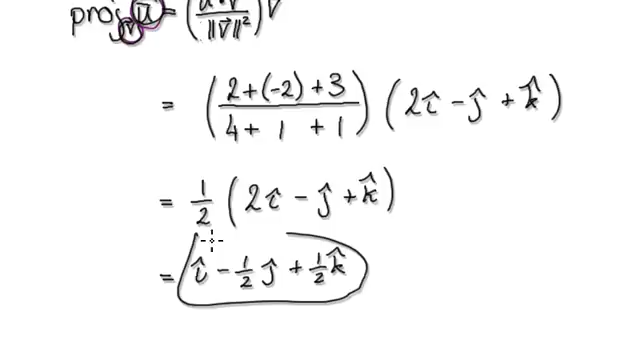 proj_v⃗ u⃗ = (u⃗·v⃗ / ||v⃗||²) v⃗
= ( (2+(-2)+3) / (4+1+1) ) (2î - ĵ + k̂)
= 1/2 (2î - ĵ + k̂)
= î - 1/2 ĵ + 1/2 k̂